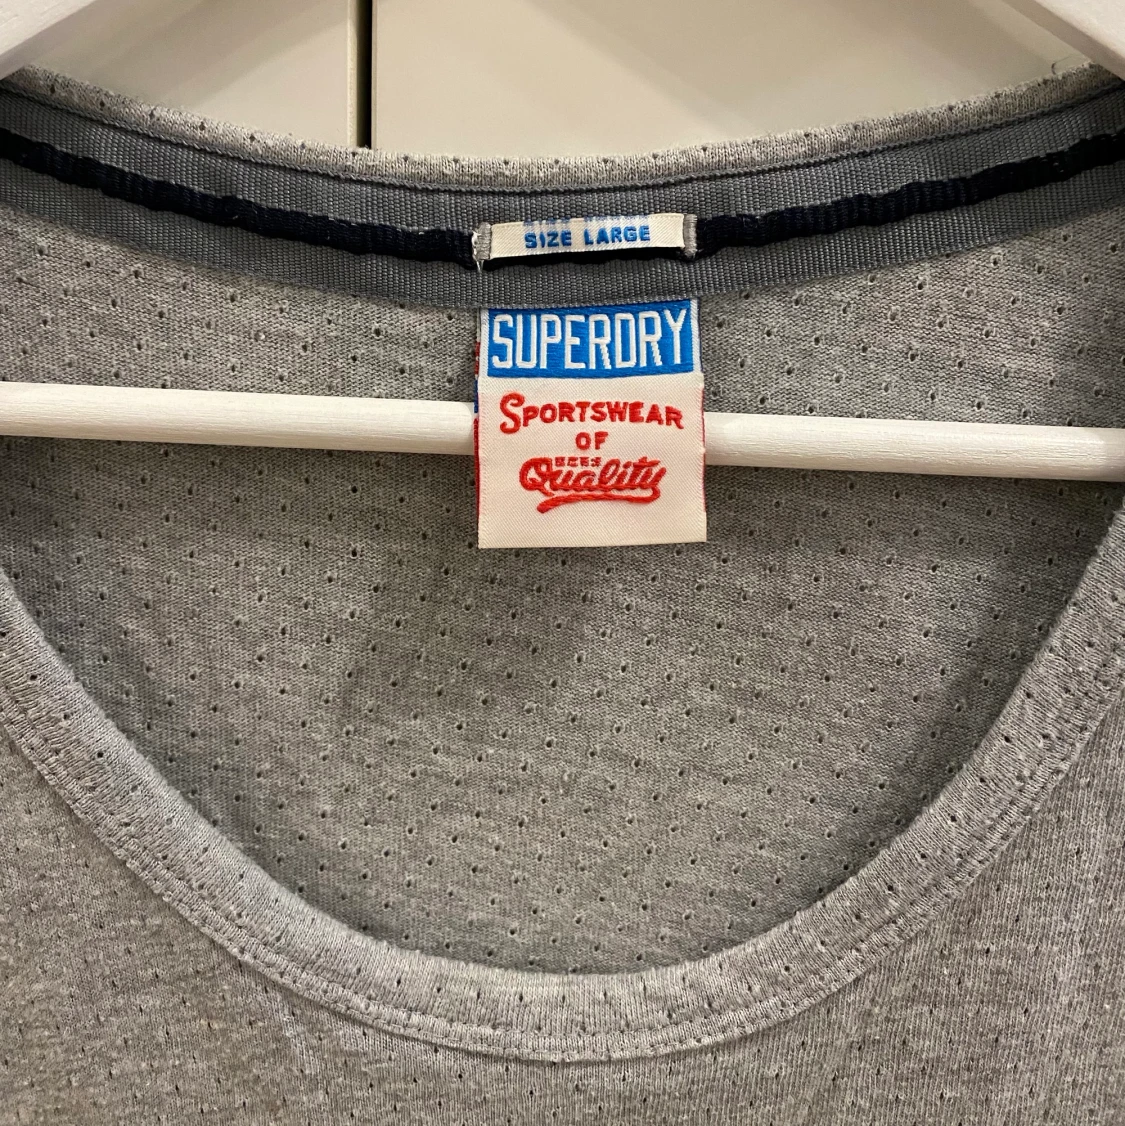 SIZE LARGE
SUPERDRY
SPORTSWEAR
OF
Quality